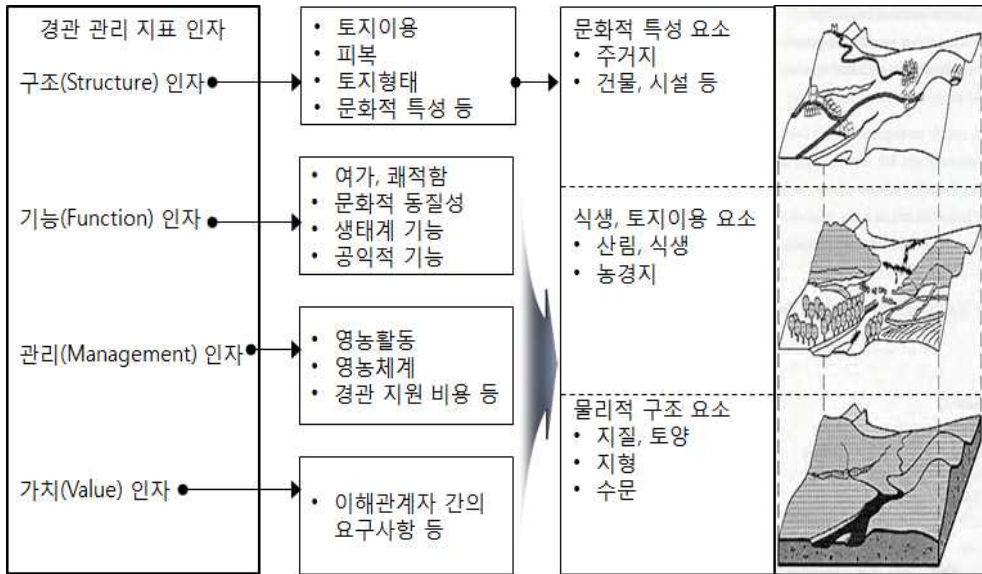 경관 관리 지표 인자
구조(Structure) 인자
기능(Function) 인자
관리(Management) 인자
가치(Value) 인자
• 토지이용
• 피복
• 토지형태
• 문화적 특성 등
• 여가, 쾌적함
• 문화적 동질성
• 생태계 기능
• 공익적 기능
• 영농활동
• 영농체계
• 경관 지원 비용 등
• 이해관계자 간의
요구사항 등
문화적 특성 요소
• 주거지
• 건물, 시설 등
식생, 토지이용 요소
• 산림, 식생
• 농경지
물리적 구조 요소
• 지질, 토양
• 지형
• 수문